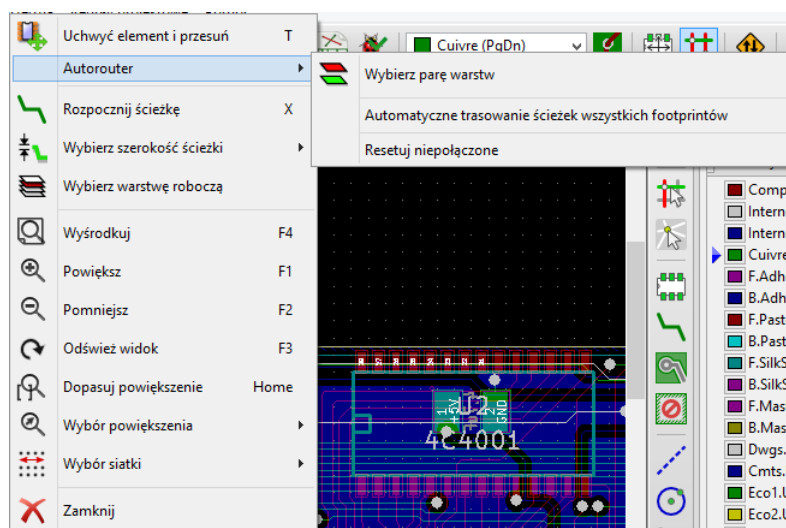 Uchwyć element i przesuń T
Autorouter
Rozpocznij ścieżkę X
Wybierz szerokość ścieżki
Wybierz warstwę roboczą
Wyśrodkuj F4
Powiększ F1
Pomniejsz F2
Odśwież widok F3
Dopasuj powiększenie Home
Wybór powiększenia
Wybór siatki
Zamknij
Cuivre (PgDn)
Wybierz parę warstw
Automatyczne trasowanie ścieżek wszystkich footprintów
Resetuj niepołączone
1
+5V
GND
4C4001
Comp
Intern
Intern
Cuivre
F.Adh
B.Adh
F.Past
B.Past
F.SilkS
B.SilkS
F.Mas
B.Mas
Dwgs.
Cmts.
Eco1.U
Eco2.U